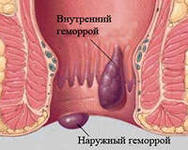 Внутренний
геморрой
Наружный геморрой